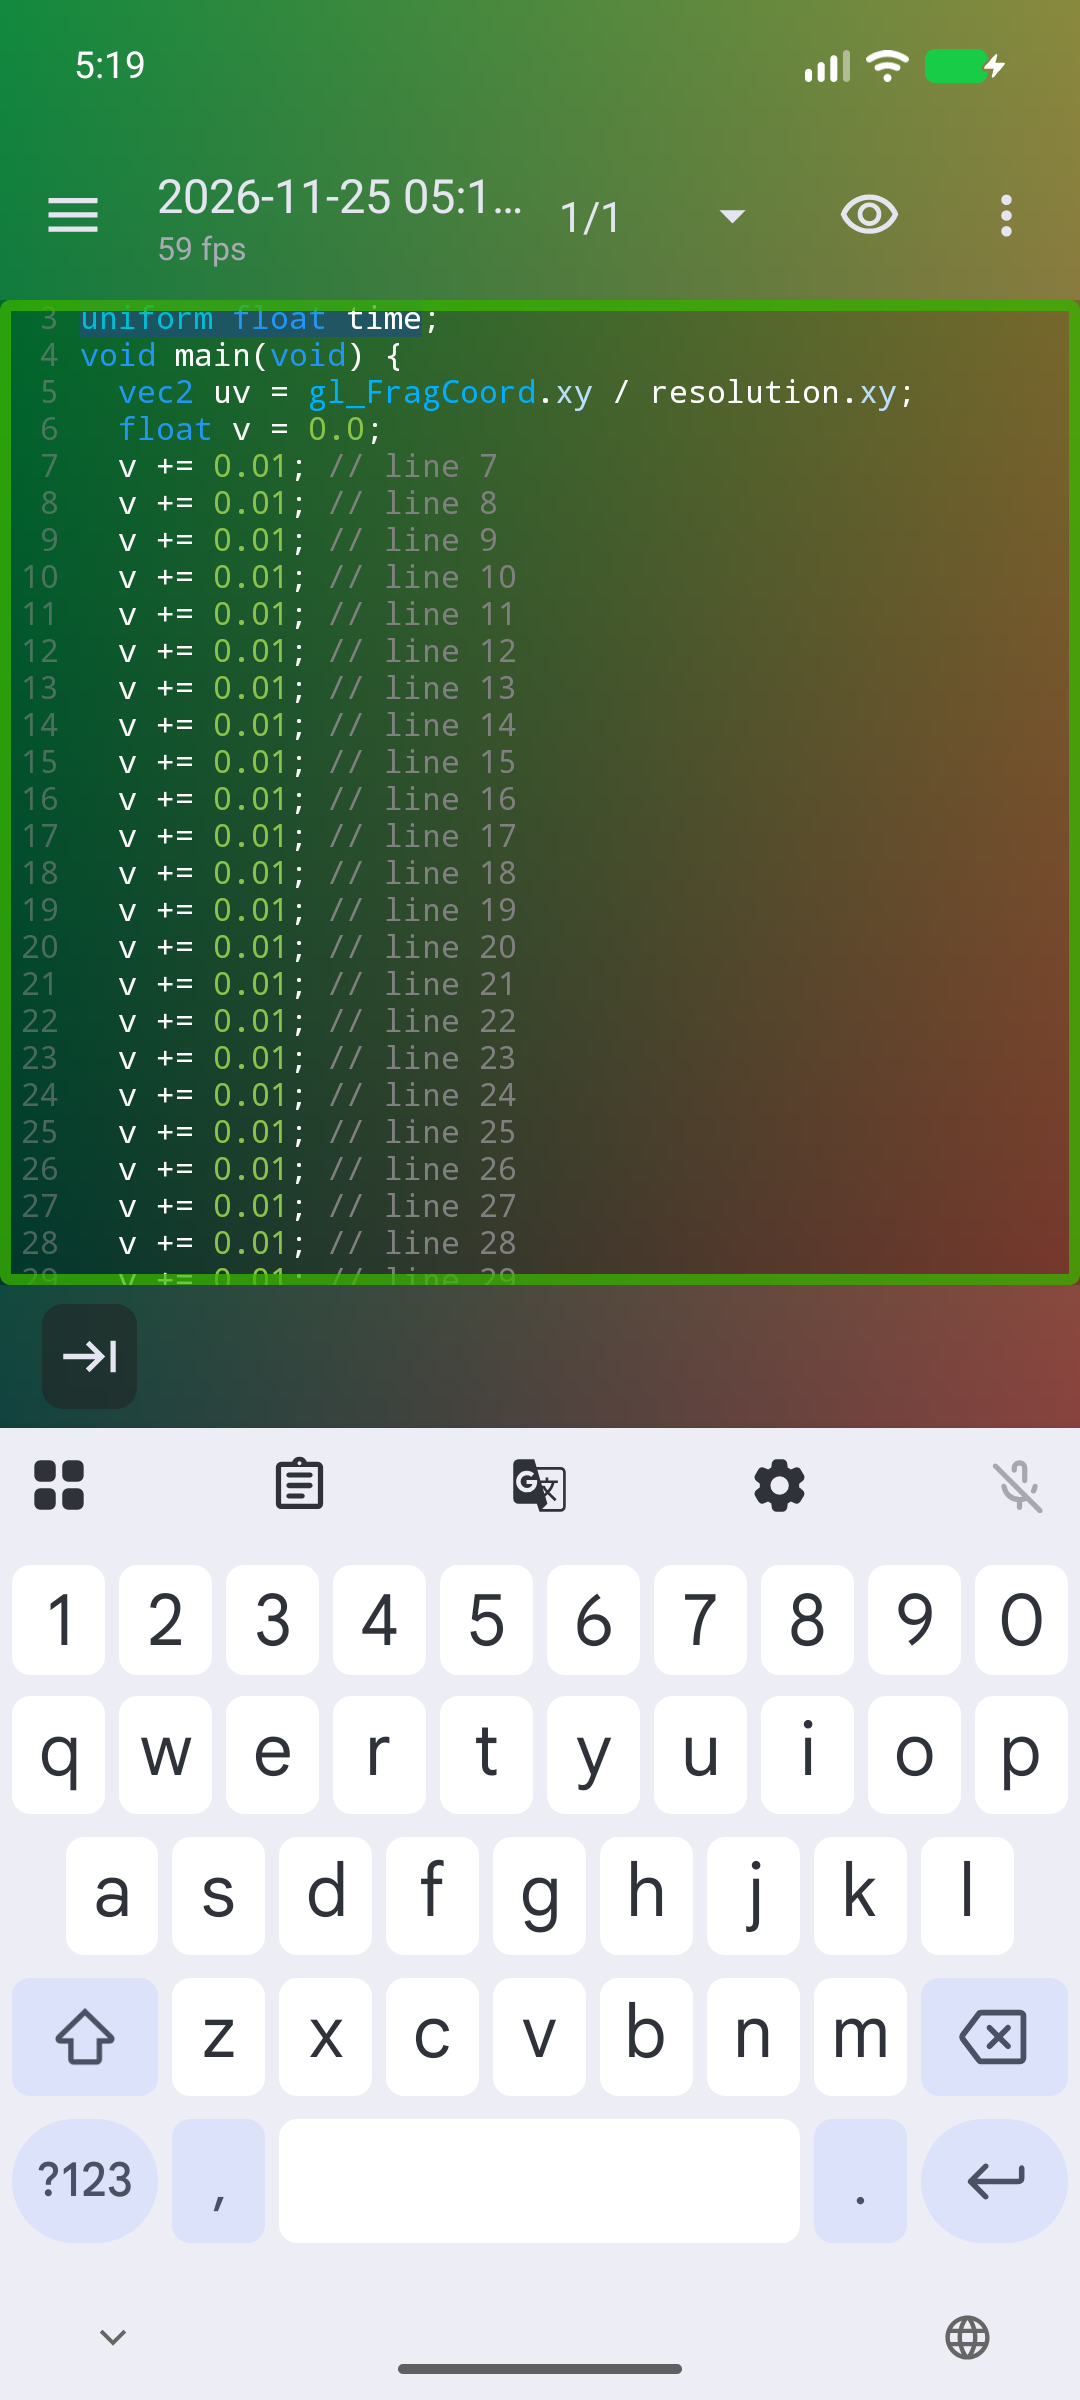 5:19
2026-11-25 05:1…
59 fps
1/1
3 uniform float time;
4 void main(void) {
5 vec2 uv = gl_FragCoord.xy / resolution.xy;
6 float v = 0.0;
7 v += 0.01; // line 7
8 v += 0.01; // line 8
9 v += 0.01; // line 9
10 v += 0.01; // line 10
11 v += 0.01; // line 11
12 v += 0.01; // line 12
13 v += 0.01; // line 13
14 v += 0.01; // line 14
15 v += 0.01; // line 15
16 v += 0.01; // line 16
17 v += 0.01; // line 17
18 v += 0.01; // line 18
19 v += 0.01; // line 19
20 v += 0.01; // line 20
21 v += 0.01; // line 21
22 v += 0.01; // line 22
23 v += 0.01; // line 23
24 v += 0.01; // line 24
25 v += 0.01; // line 25
26 v += 0.01; // line 26
27 v += 0.01; // line 27
28 v += 0.01; // line 28
29 v += 0.01; // line 29
G 文
1 2 3 4 5 6 7 8 9 0
q w e r t y u i o p
a s d f g h j k l
z x c v b n m
?123 , .